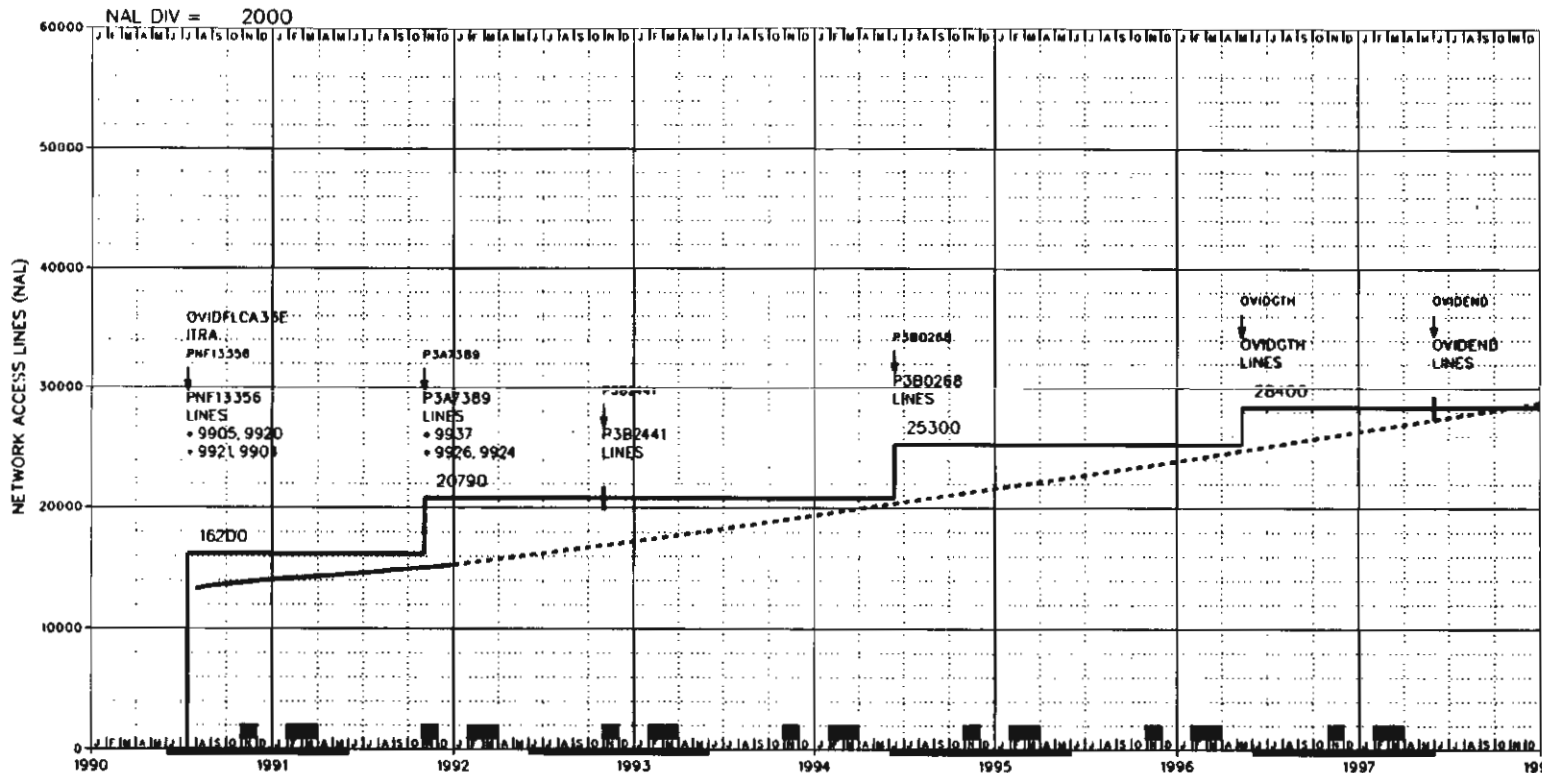 NAL DIV = 2000
60000
J F M A M J J A S O N D J F M A M J J A S O N D J F M A M J J A S O N D J F M A M J J A S O N D J F M A M J J A S O N D J F M A M J J A S O N D J F M A M J J A S O N D J F M A M J J A S O N D
50000
40000
30000
20000
10000
0
NETWORK ACCESS LINES (NAL)
OVIDFLCA33E
ITRA.
PNF13356
PNF13356
LINES
• 9905, 9920
• 9921, 9903
16200
P3A7389
P3A7389
LINES
• 9937
• 9926, 9924
20790
P3B2441
P3B2441
LINES
P3B0268
P3B0268
LINES
25300
OVIDGTH
OVIDGTH
LINES
28400
OVIDEND
OVIDEND
LINES
J F M A M J J A S O N D J F M A M J J A S O N D J F M A M J J A S O N D J F M A M J J A S O N D J F M A M J J A S O N D J F M A M J J A S O N D J F M A M J J A S O N D J F M A M J J A S O N D
1990 1991 1992 1993 1994 1995 1996 1997